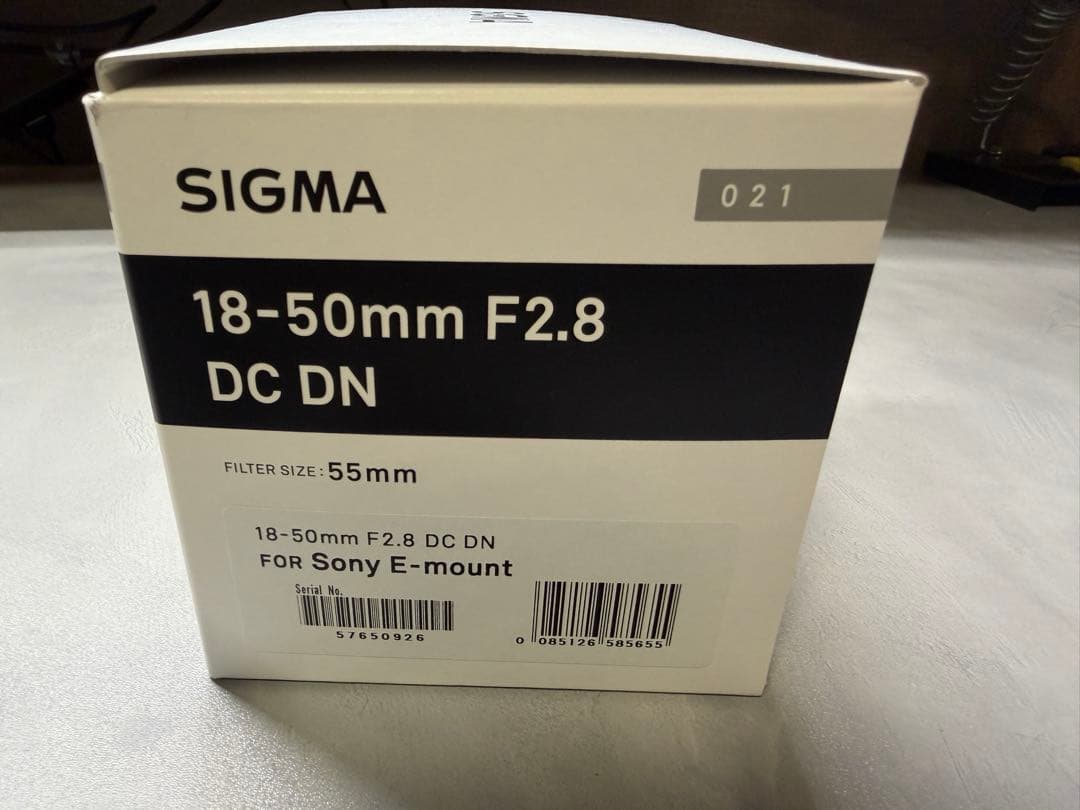 SIGMA
021
18-50mm F2.8
DC DN
FILTER SIZE:55mm
18-50mm F2.8 DC DN
FOR Sony E-mount
Serial No.
57650926
0 085126 585655